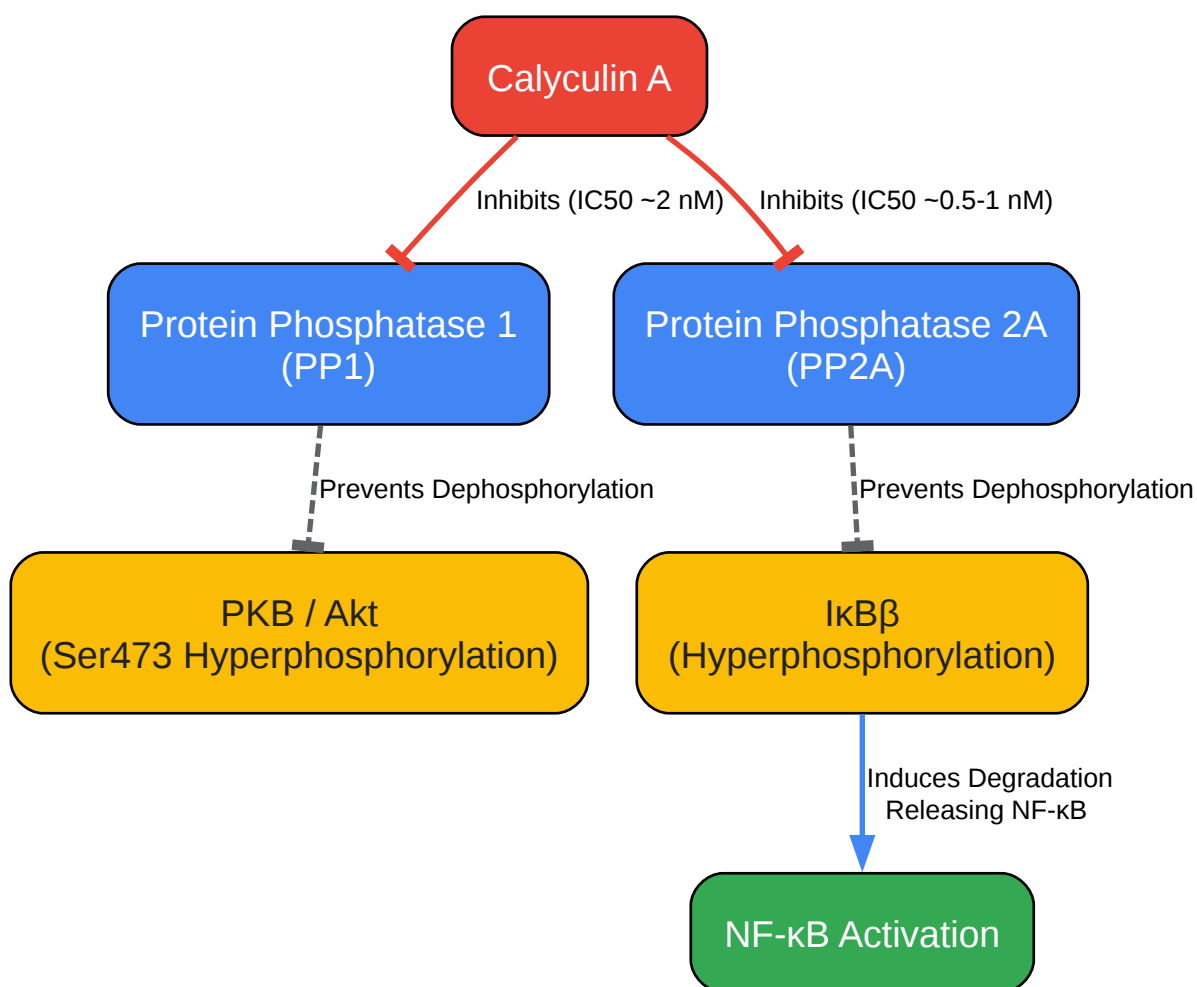 Calyculin A
Inhibits (IC50 ~2 nM)
Inhibits (IC50 ~0.5-1 nM)
Protein Phosphatase 1
(PP1)
Protein Phosphatase 2A
(PP2A)
Prevents Dephosphorylation
Prevents Dephosphorylation
PKB / Akt
(Ser473 Hyperphosphorylation)
IκBβ
(Hyperphosphorylation)
Induces Degradation
Releasing NF-κB
NF-κB Activation